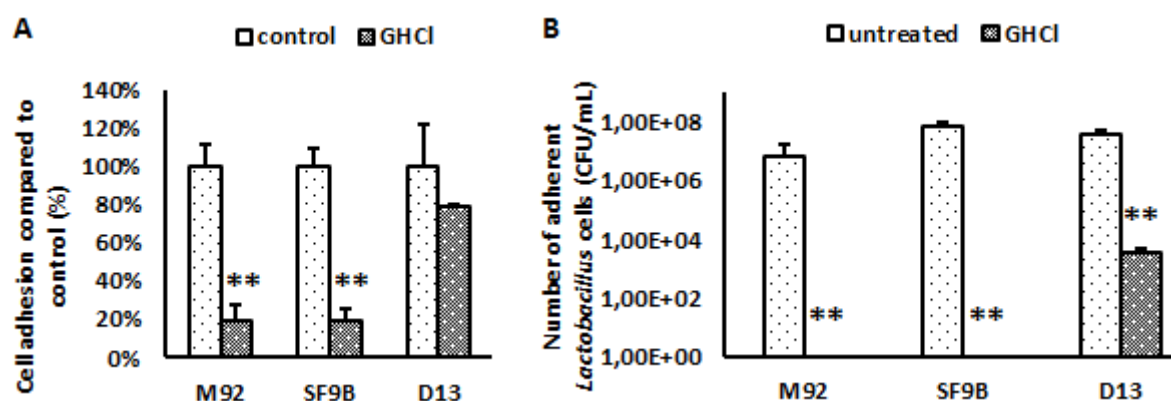 A
control GHCl
Cell adhesion compared to
control (%)
140%
120%
100%
80%
60%
40%
20%
0%
** **
M92 SF9B D13
B
untreated GHCl
Number of adherent
Lactobacillus cells (CFU/mL)
1,00E+08
1,00E+06
1,00E+04
1,00E+02
1,00E+00
** ** **
M92 SF9B D13